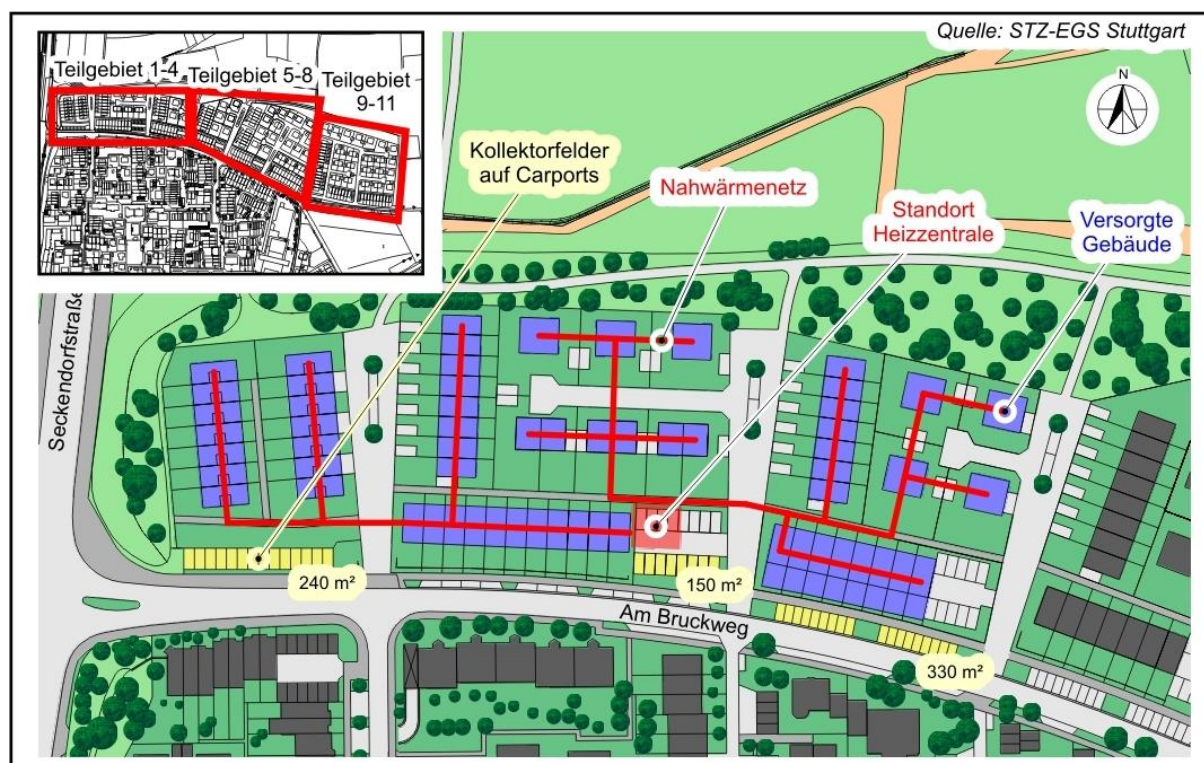 Quelle: STZ-EGS Stuttgart
Teilgebiet 1-4
Teilgebiet 5-8
Teilgebiet
9-11
N
Kollektorfelder
auf Carports
Nahwärmenetz
Standort
Heizzentrale
Versorgte
Gebäude
Seckendorfstraße
240 m²
150 m²
Am Bruckweg
330 m²